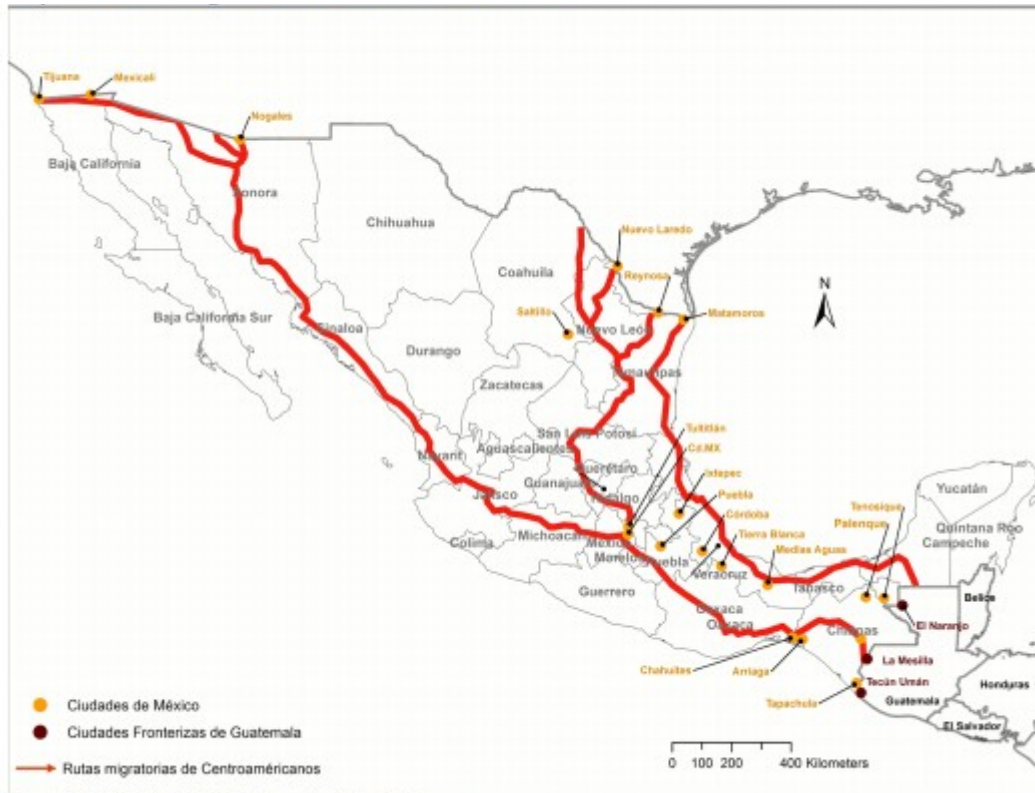 Tijuana
Mexicali
Nogales
Baja California
Sonora
Chihuahua
Nuevo Laredo
Coahuila
Reynosa
N
Saltillo
Matamoros
Baja California Sur
Sinaloa
Nuevo León
Durango
Tamaulipas
Zacatecas
San Luis Potosí
Tultitlán
Aguascalientes
Cd.MX
Nayarit
Querétaro
Ixtepec
Guanajuato
Puebla
Yucatán
Jalisco
Hidalgo
Tenosique
Córdoba
Palenque
Quintana Roo
Michoacán
México
Tierra Blanca
Campeche
Colima
Morelos
Puebla
Medias Aguas
Veracruz
Tabasco
Guerrero
Belice
Oaxaca
Oaxaca
El Naranjo
Chiapas
Chahuites
Arriaga
La Mesilla
Tecún Umán
Honduras
Tapachula
Guatemala
El Salvador
Ciudades de México
Ciudades Fronterizas de Guatemala
Rutas migratorias de Centroaméricanos
0 100 200 400 Kilometers